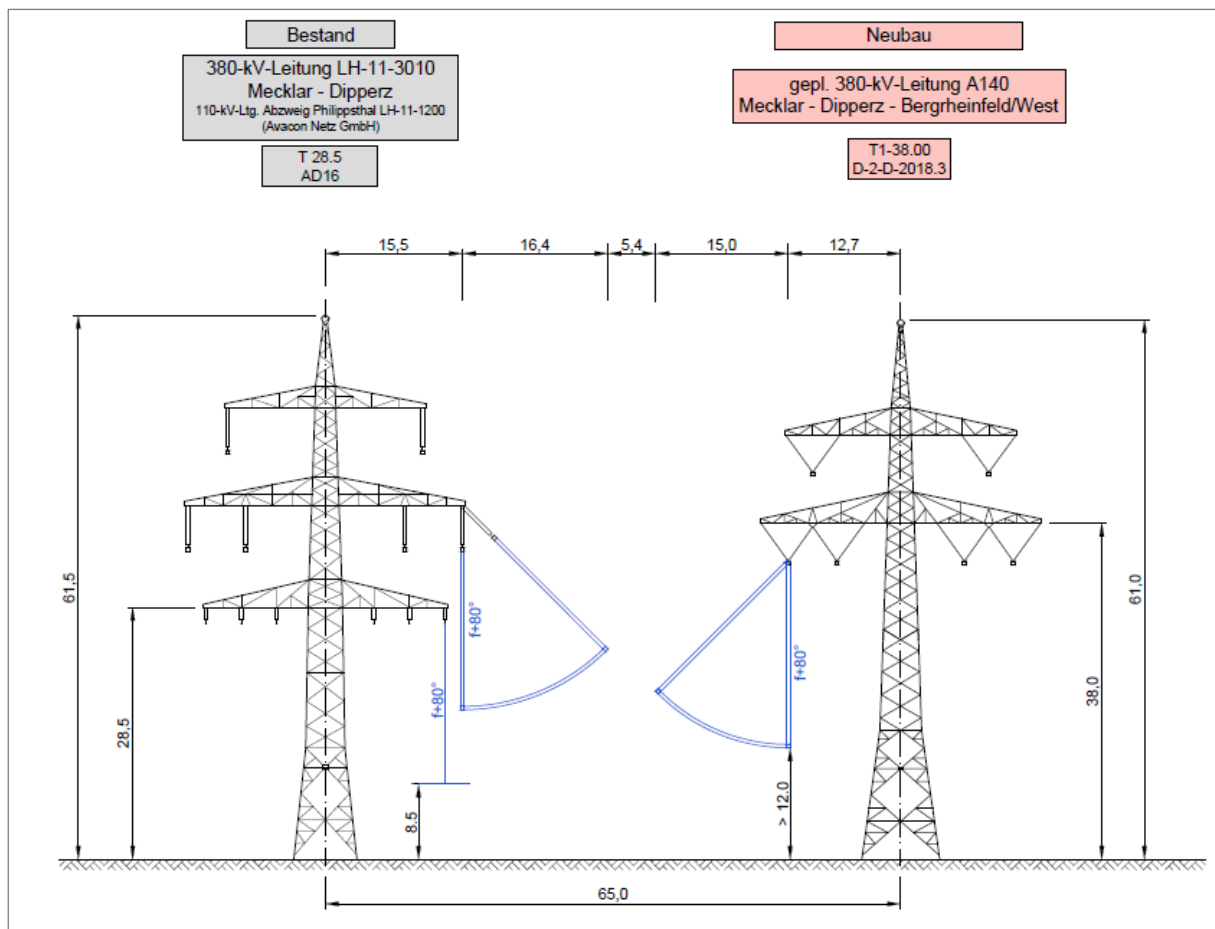 Bestand
380-kV-Leitung LH-11-3010
Mecklar - Dipperz
110-kV-Ltg. Abzweig Philippsthal LH-11-1200
(Avacon Netz GmbH)
T 28.5
AD16
Neubau
gepl. 380-kV-Leitung A140
Mecklar - Dipperz - Bergrheinfeld/West
T1-38.00
D-2-D-2018.3
15,5
16,4
5,4
15,0
12,7
61,5
28,5
f+80°
f+80°
8.5
f+80°
> 12.0
38,0
61,0
65,0